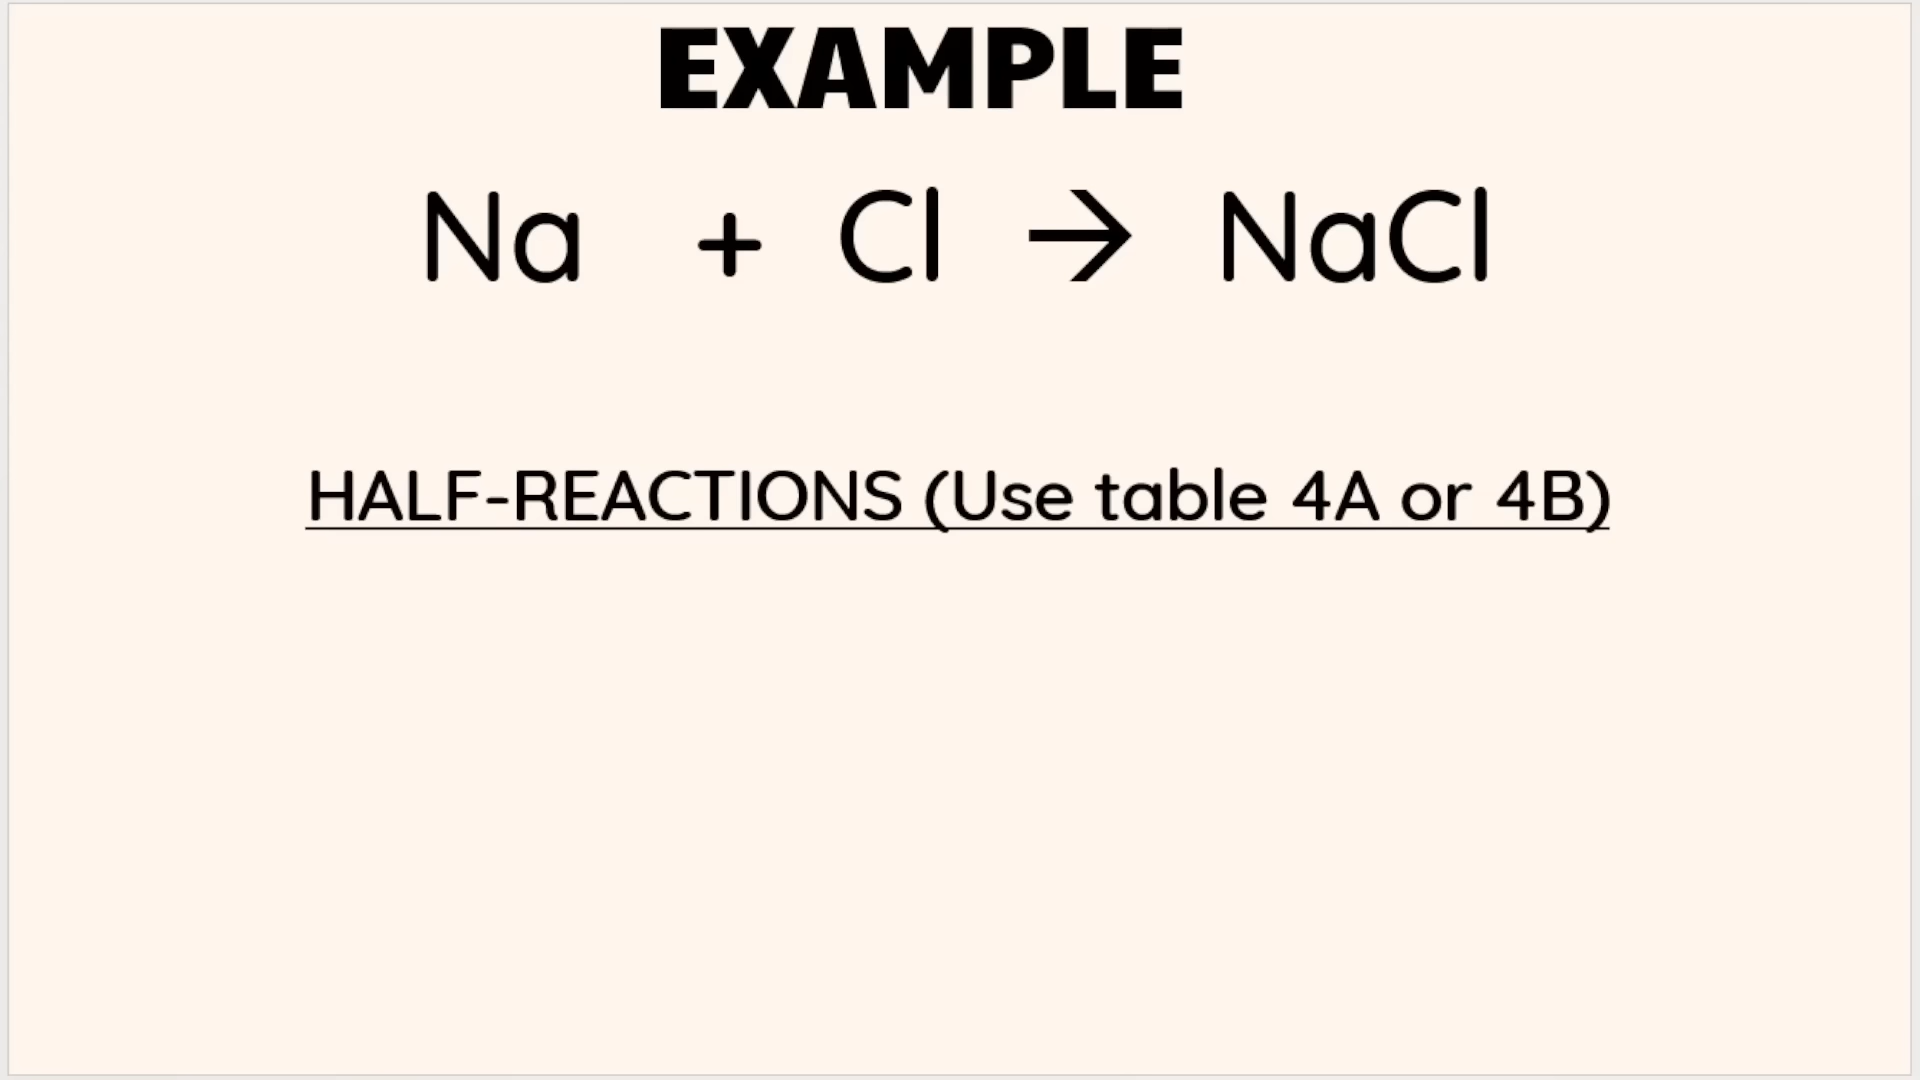 EXAMPLE
Na + Cl → NaCl
HALF-REACTIONS (Use table 4A or 4B)